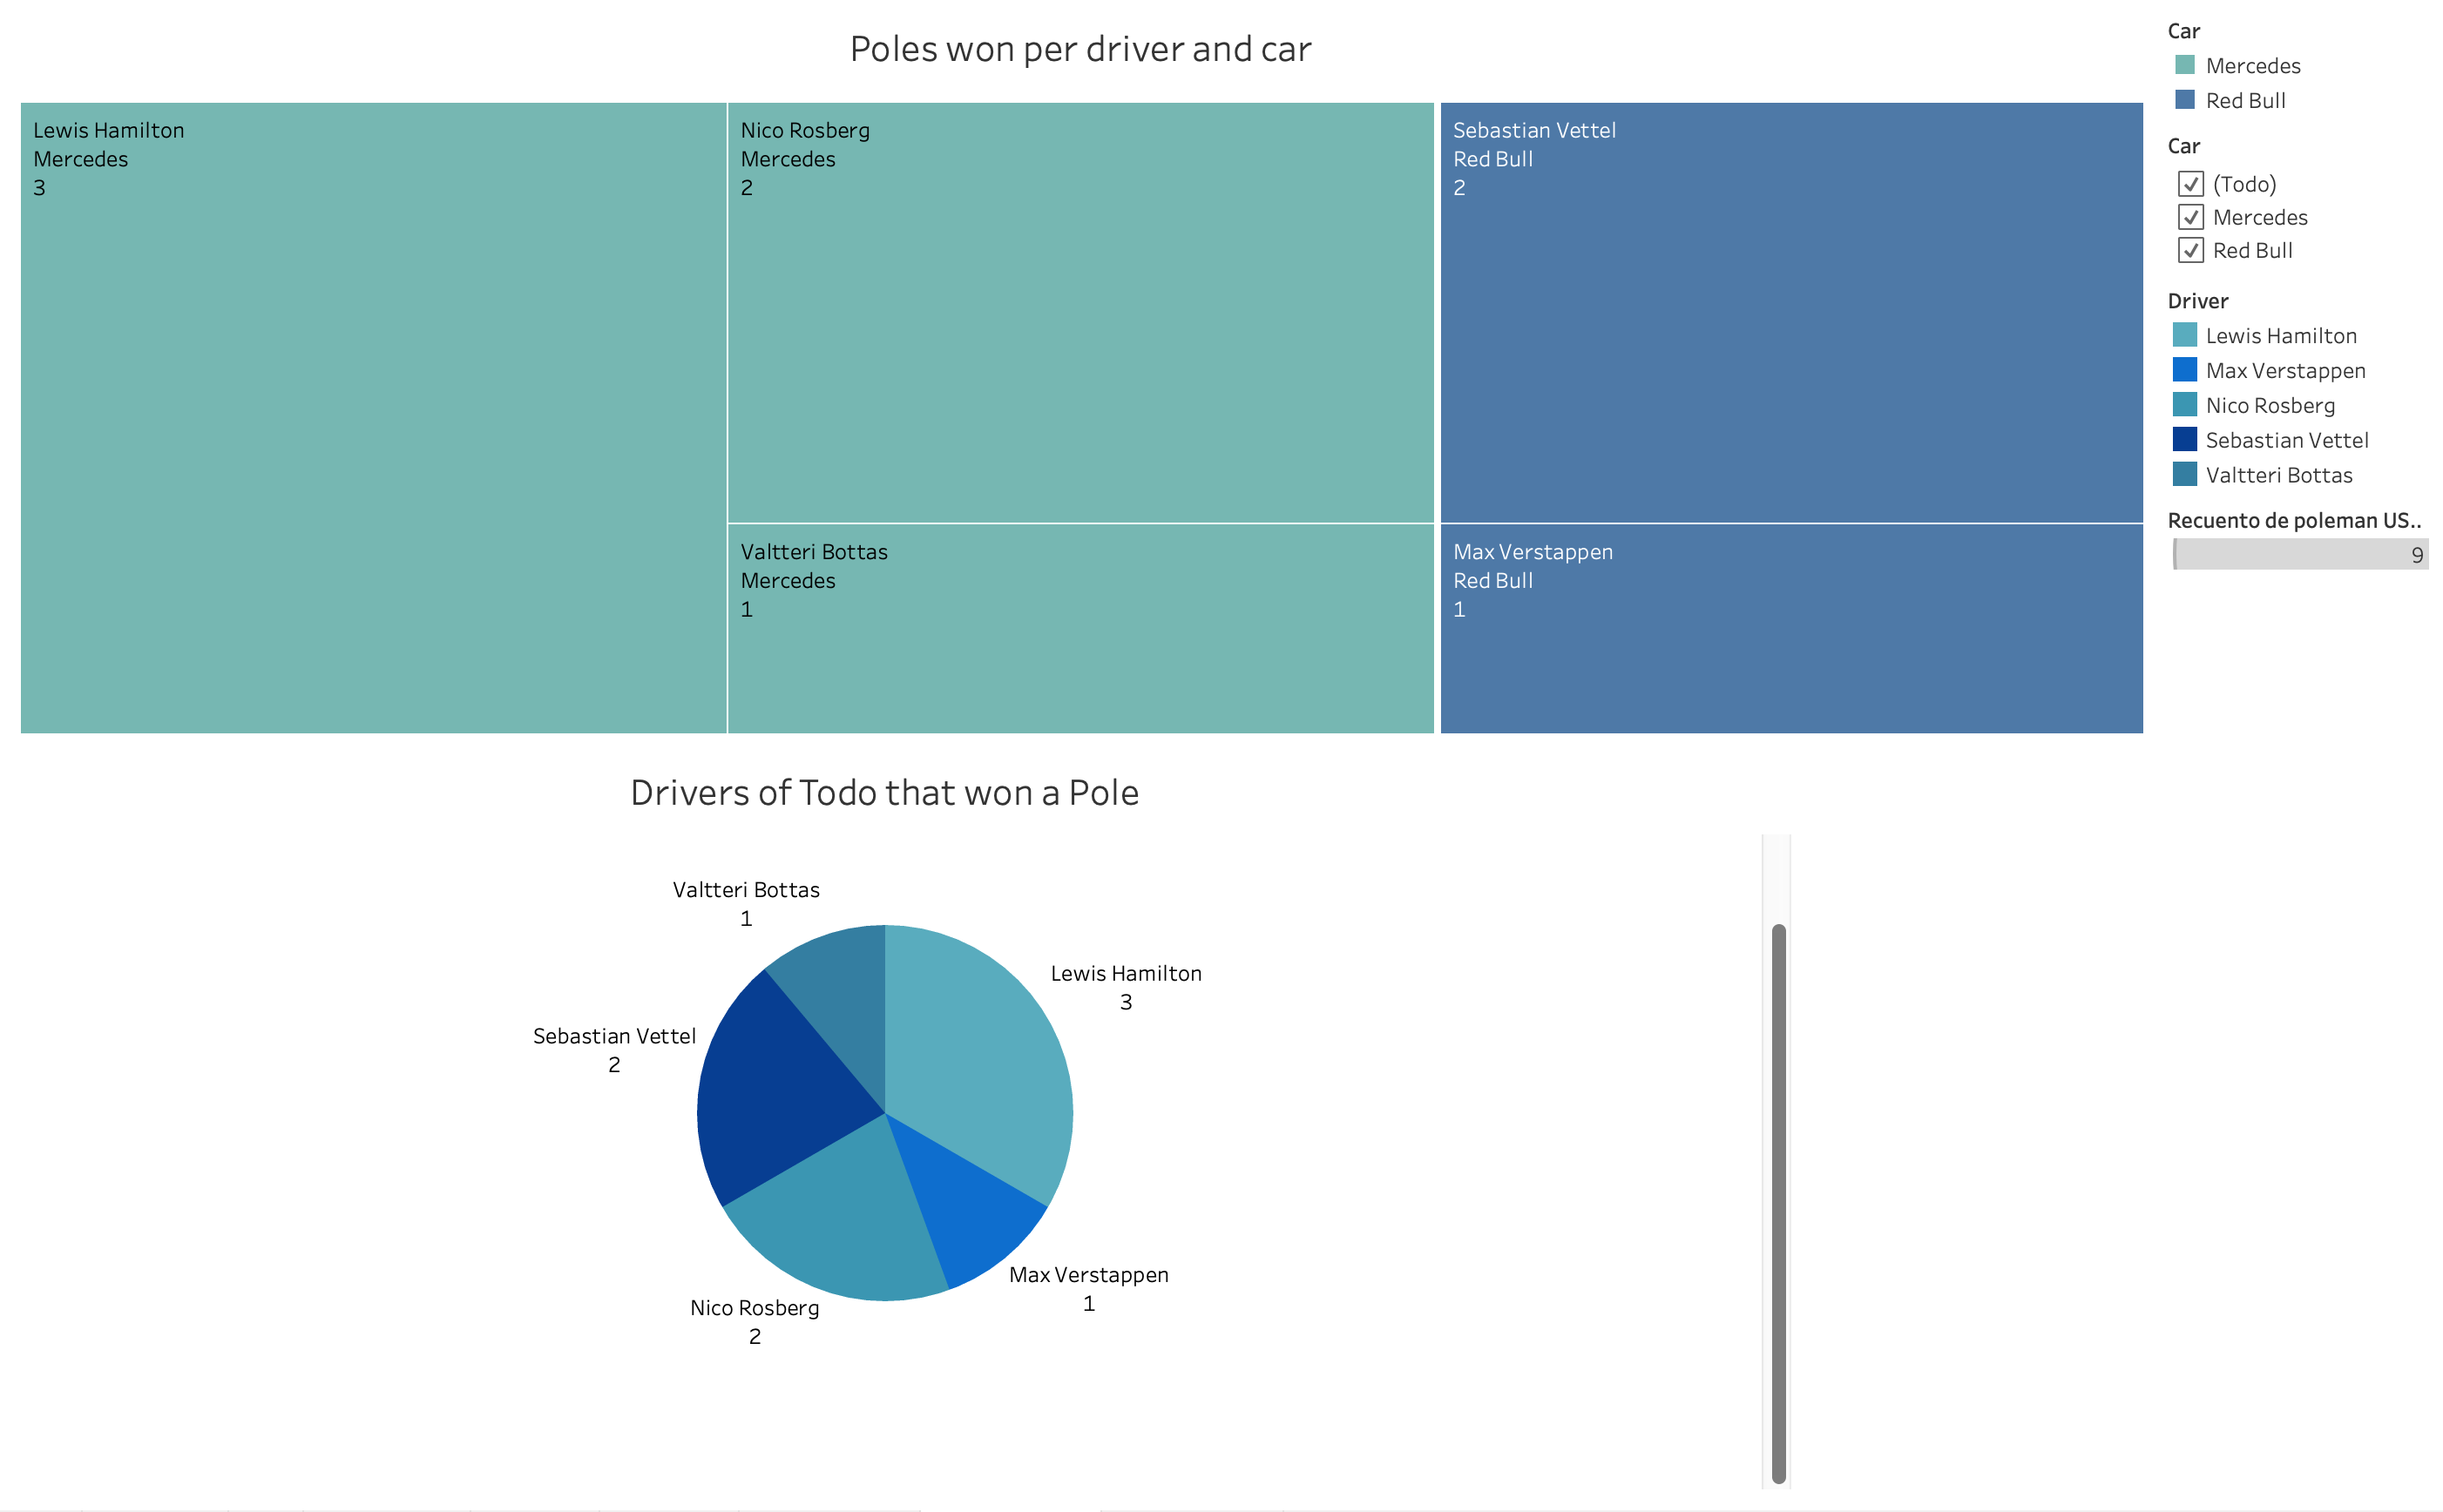 Poles won per driver and car
Lewis Hamilton
Mercedes
3
Nico Rosberg
Mercedes
2
Sebastian Vettel
Red Bull
2
Valtteri Bottas
Mercedes
1
Max Verstappen
Red Bull
1
Car
Mercedes
Red Bull
Car
(Todo)
Mercedes
Red Bull
Driver
Lewis Hamilton
Max Verstappen
Nico Rosberg
Sebastian Vettel
Valtteri Bottas
Recuento de poleman US..
9
Drivers of Todo that won a Pole
Valtteri Bottas
1
Lewis Hamilton
3
Sebastian Vettel
2
Max Verstappen
1
Nico Rosberg
2